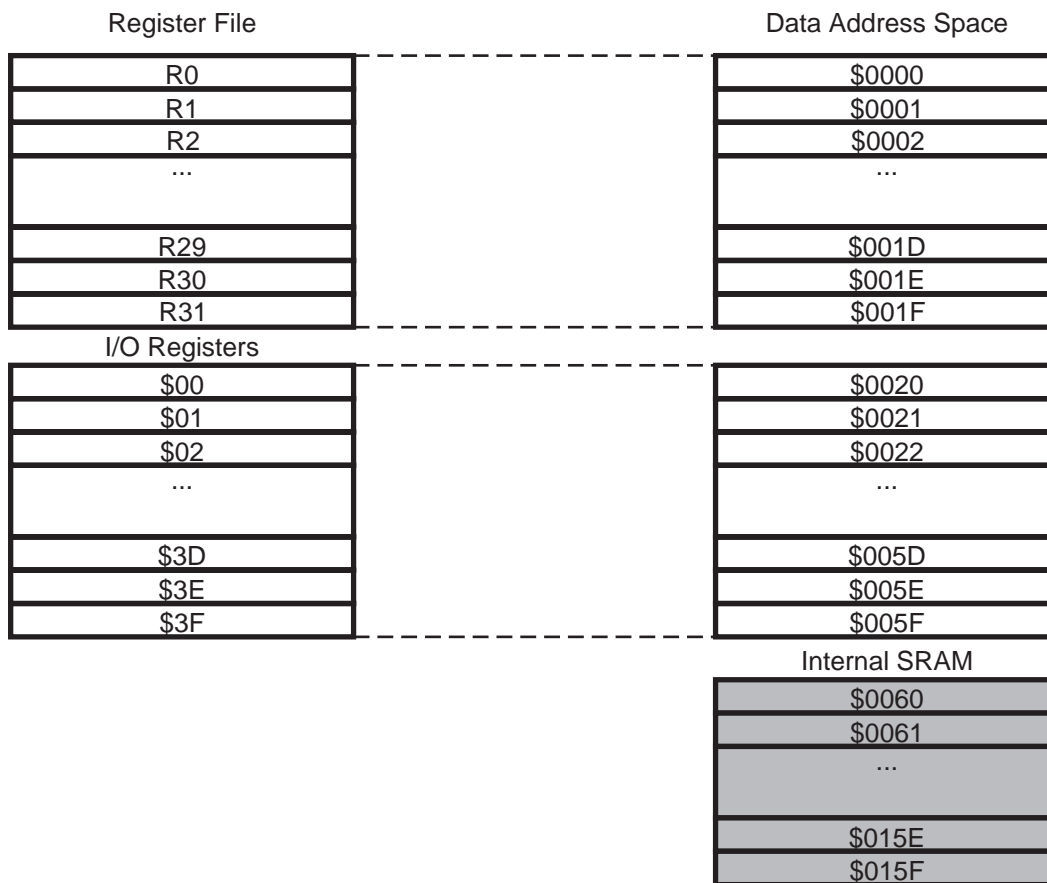 Register File
R0
R1
R2
...
R29
R30
R31
I/O Registers
$00
$01
$02
...
$3D
$3E
$3F
Data Address Space
$0000
$0001
$0002
...
$001D
$001E
$001F
$0020
$0021
$0022
...
$005D
$005E
$005F
Internal SRAM
$0060
$0061
...
$015E
$015F